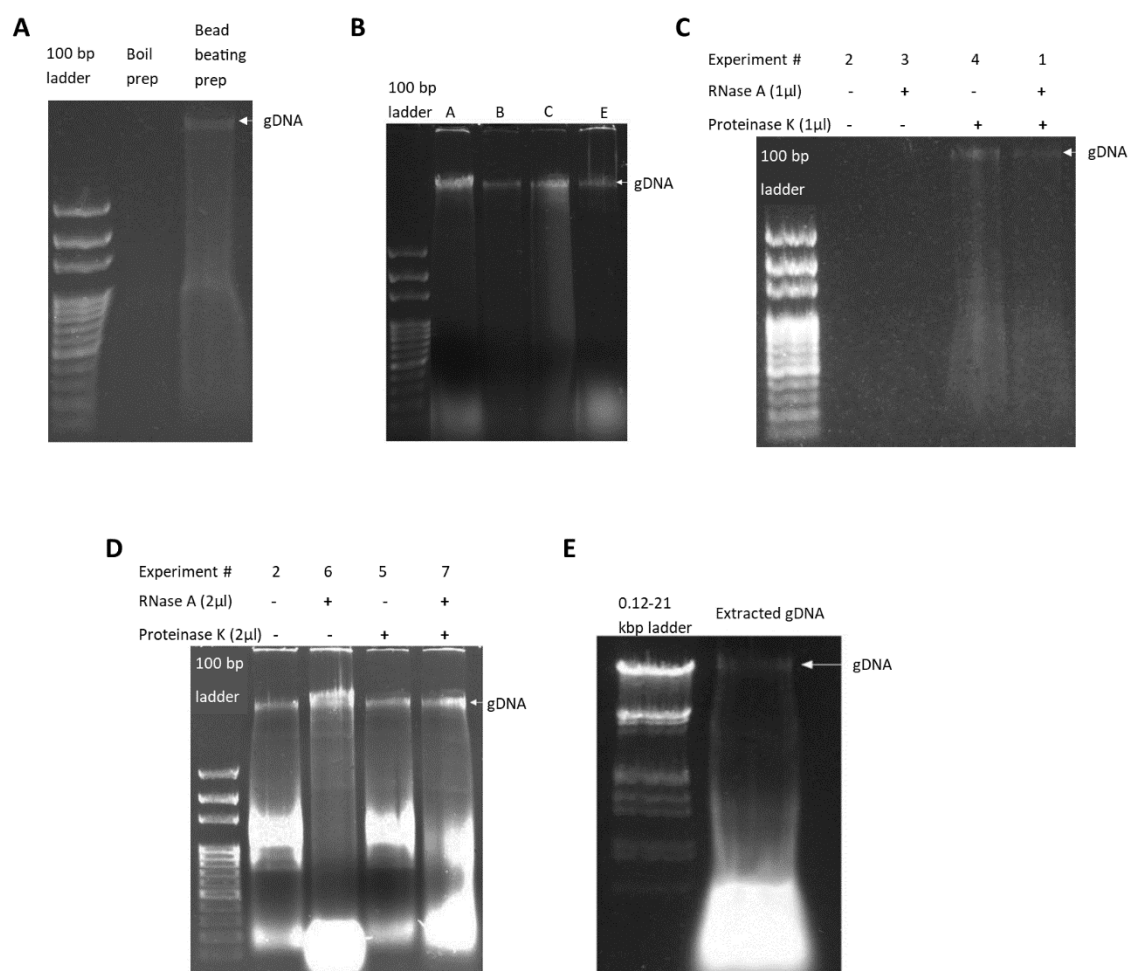 A
100 bp
ladder
Boil
prep
Bead
beating
prep
gDNA
B
100 bp
ladder
A B C E
gDNA
C
Experiment # 2 3 4 1
RNase A (1µl) - + - +
Proteinase K (1µl) - - + +
100 bp
ladder
gDNA
D
Experiment # 2 6 5 7
RNase A (2µl) - + - +
Proteinase K (2µl) - - + +
100 bp
ladder
gDNA
E
0.12-21
kbp ladder
Extracted gDNA
gDNA